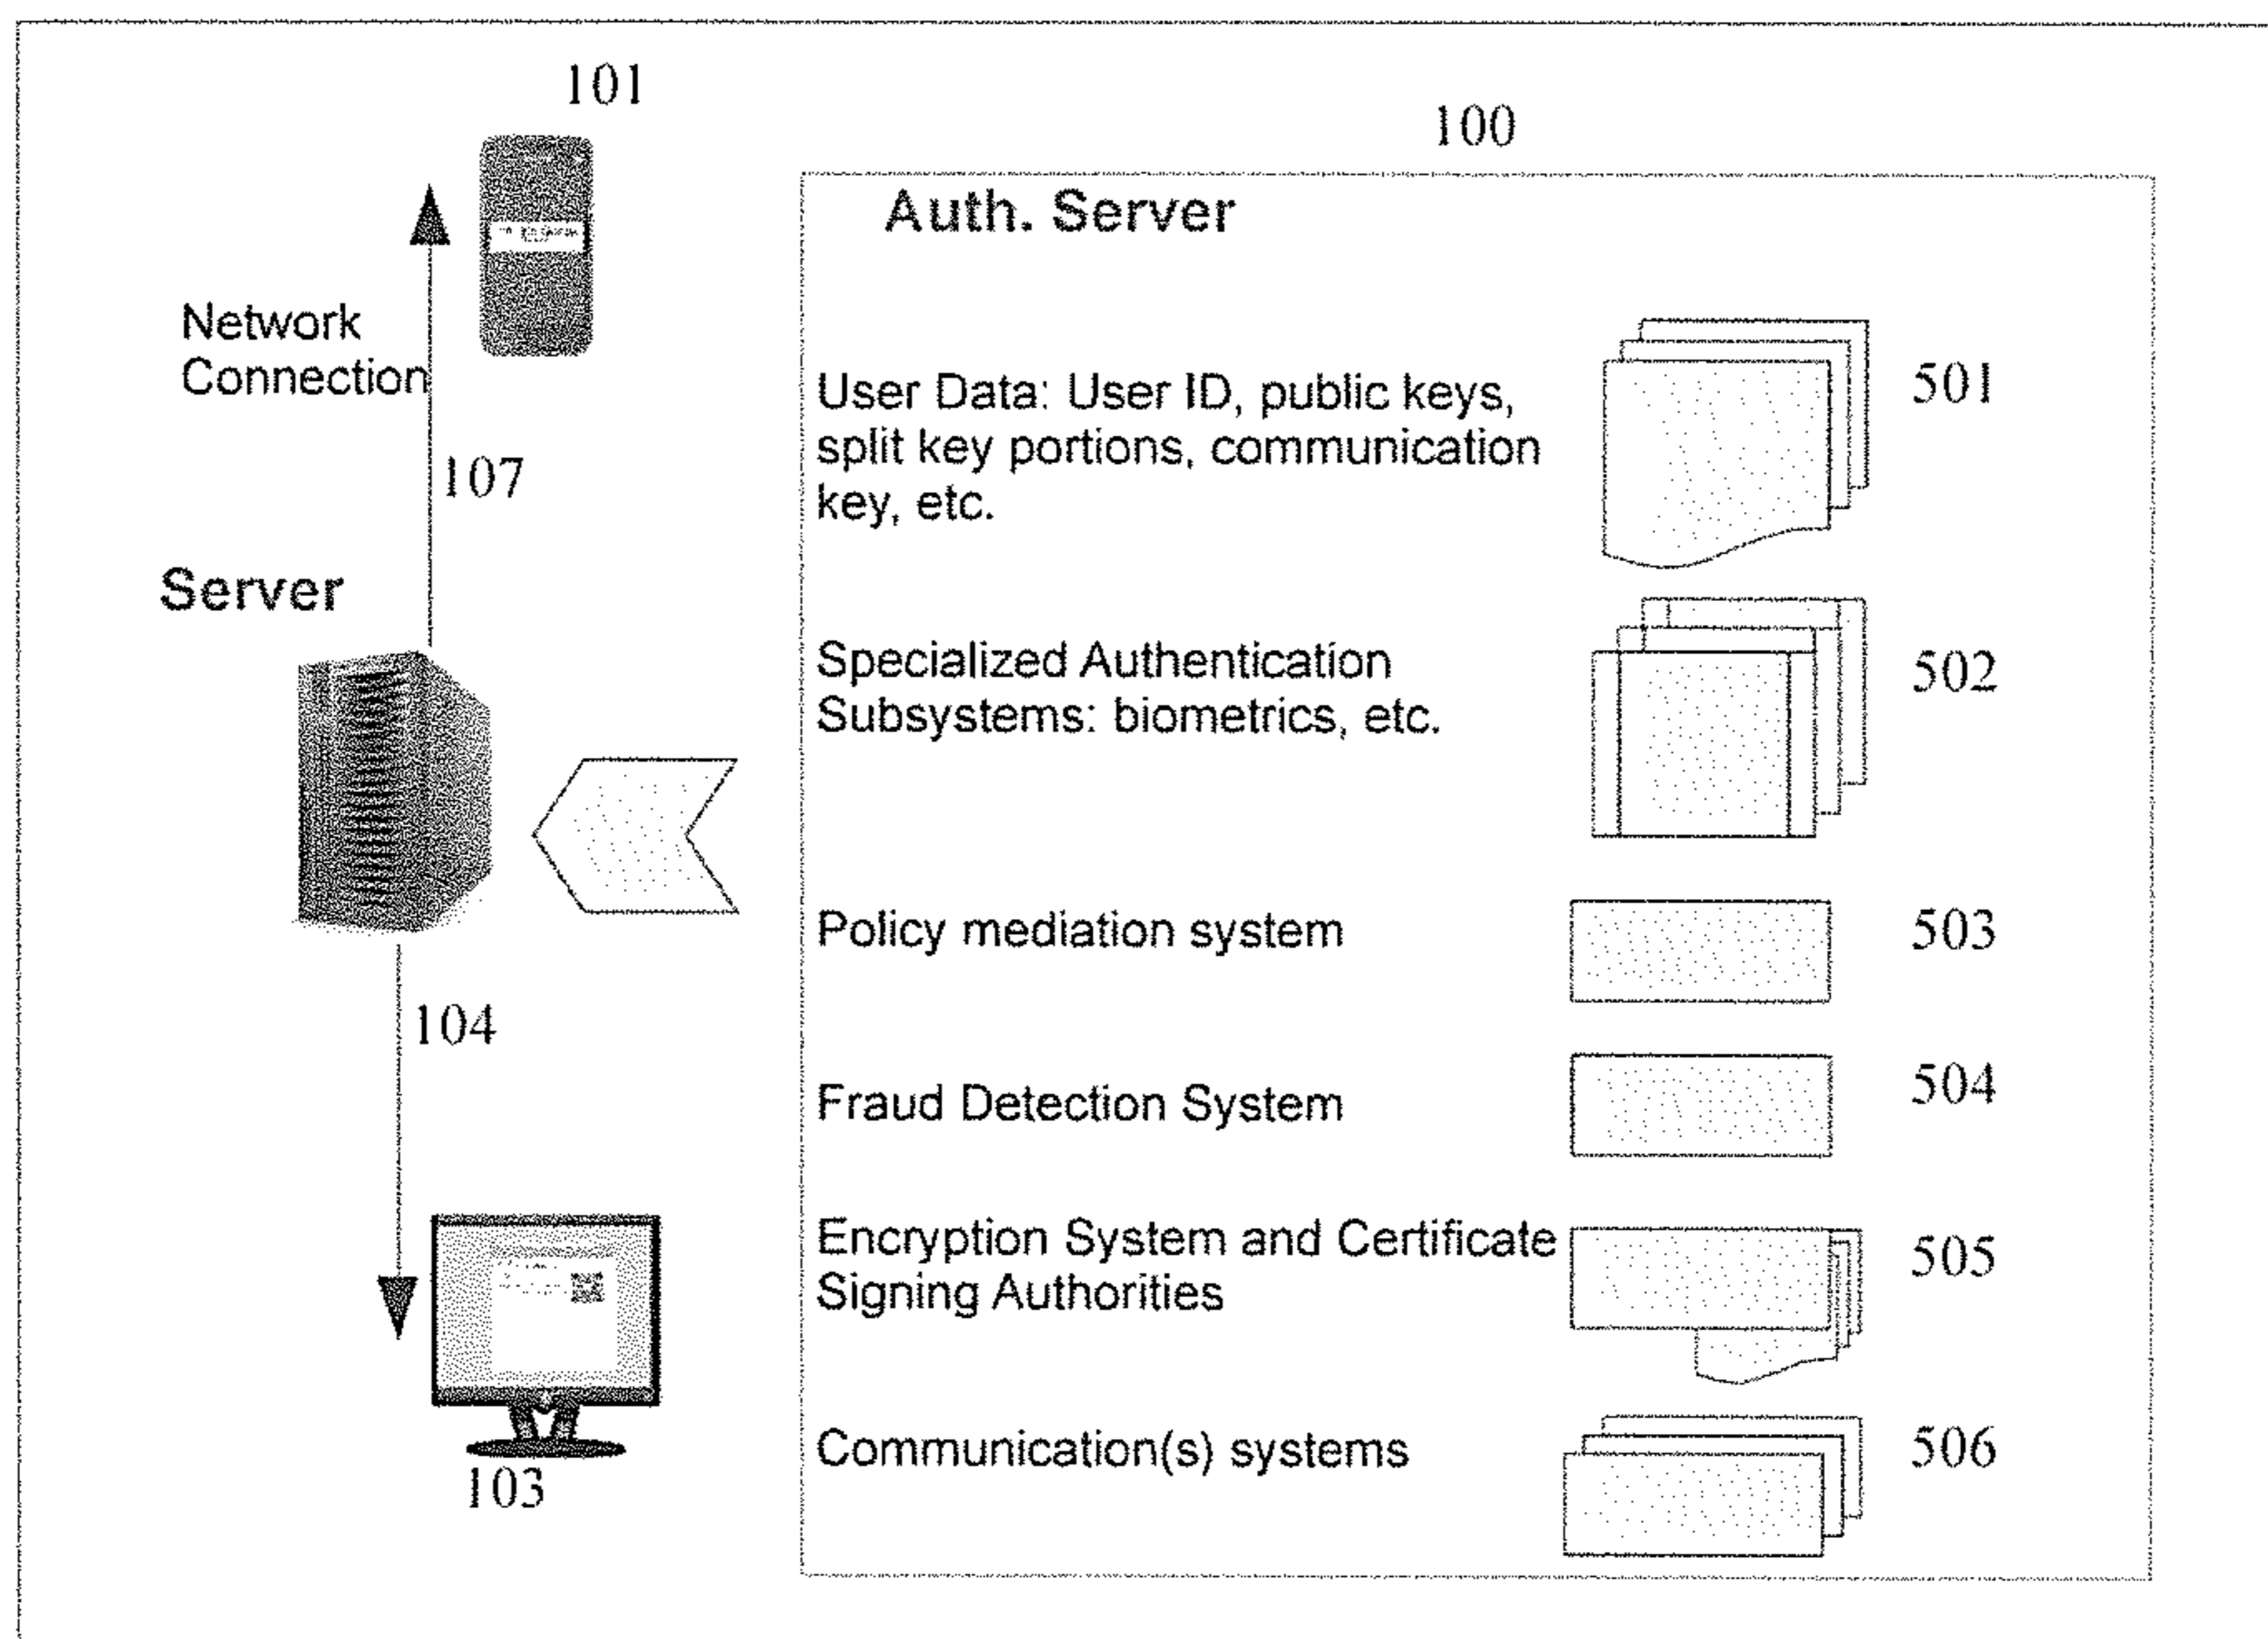 101
100
Auth. Server
Network
Connection
107
User Data: User ID, public keys,
split key portions, communication
key, etc.
501
Server
Specialized Authentication
Subsystems: biometrics, etc.
502
Policy mediation system
503
104
Fraud Detection System
504
Encryption System and Certificate
Signing Authorities
505
Communication(s) systems
506
103